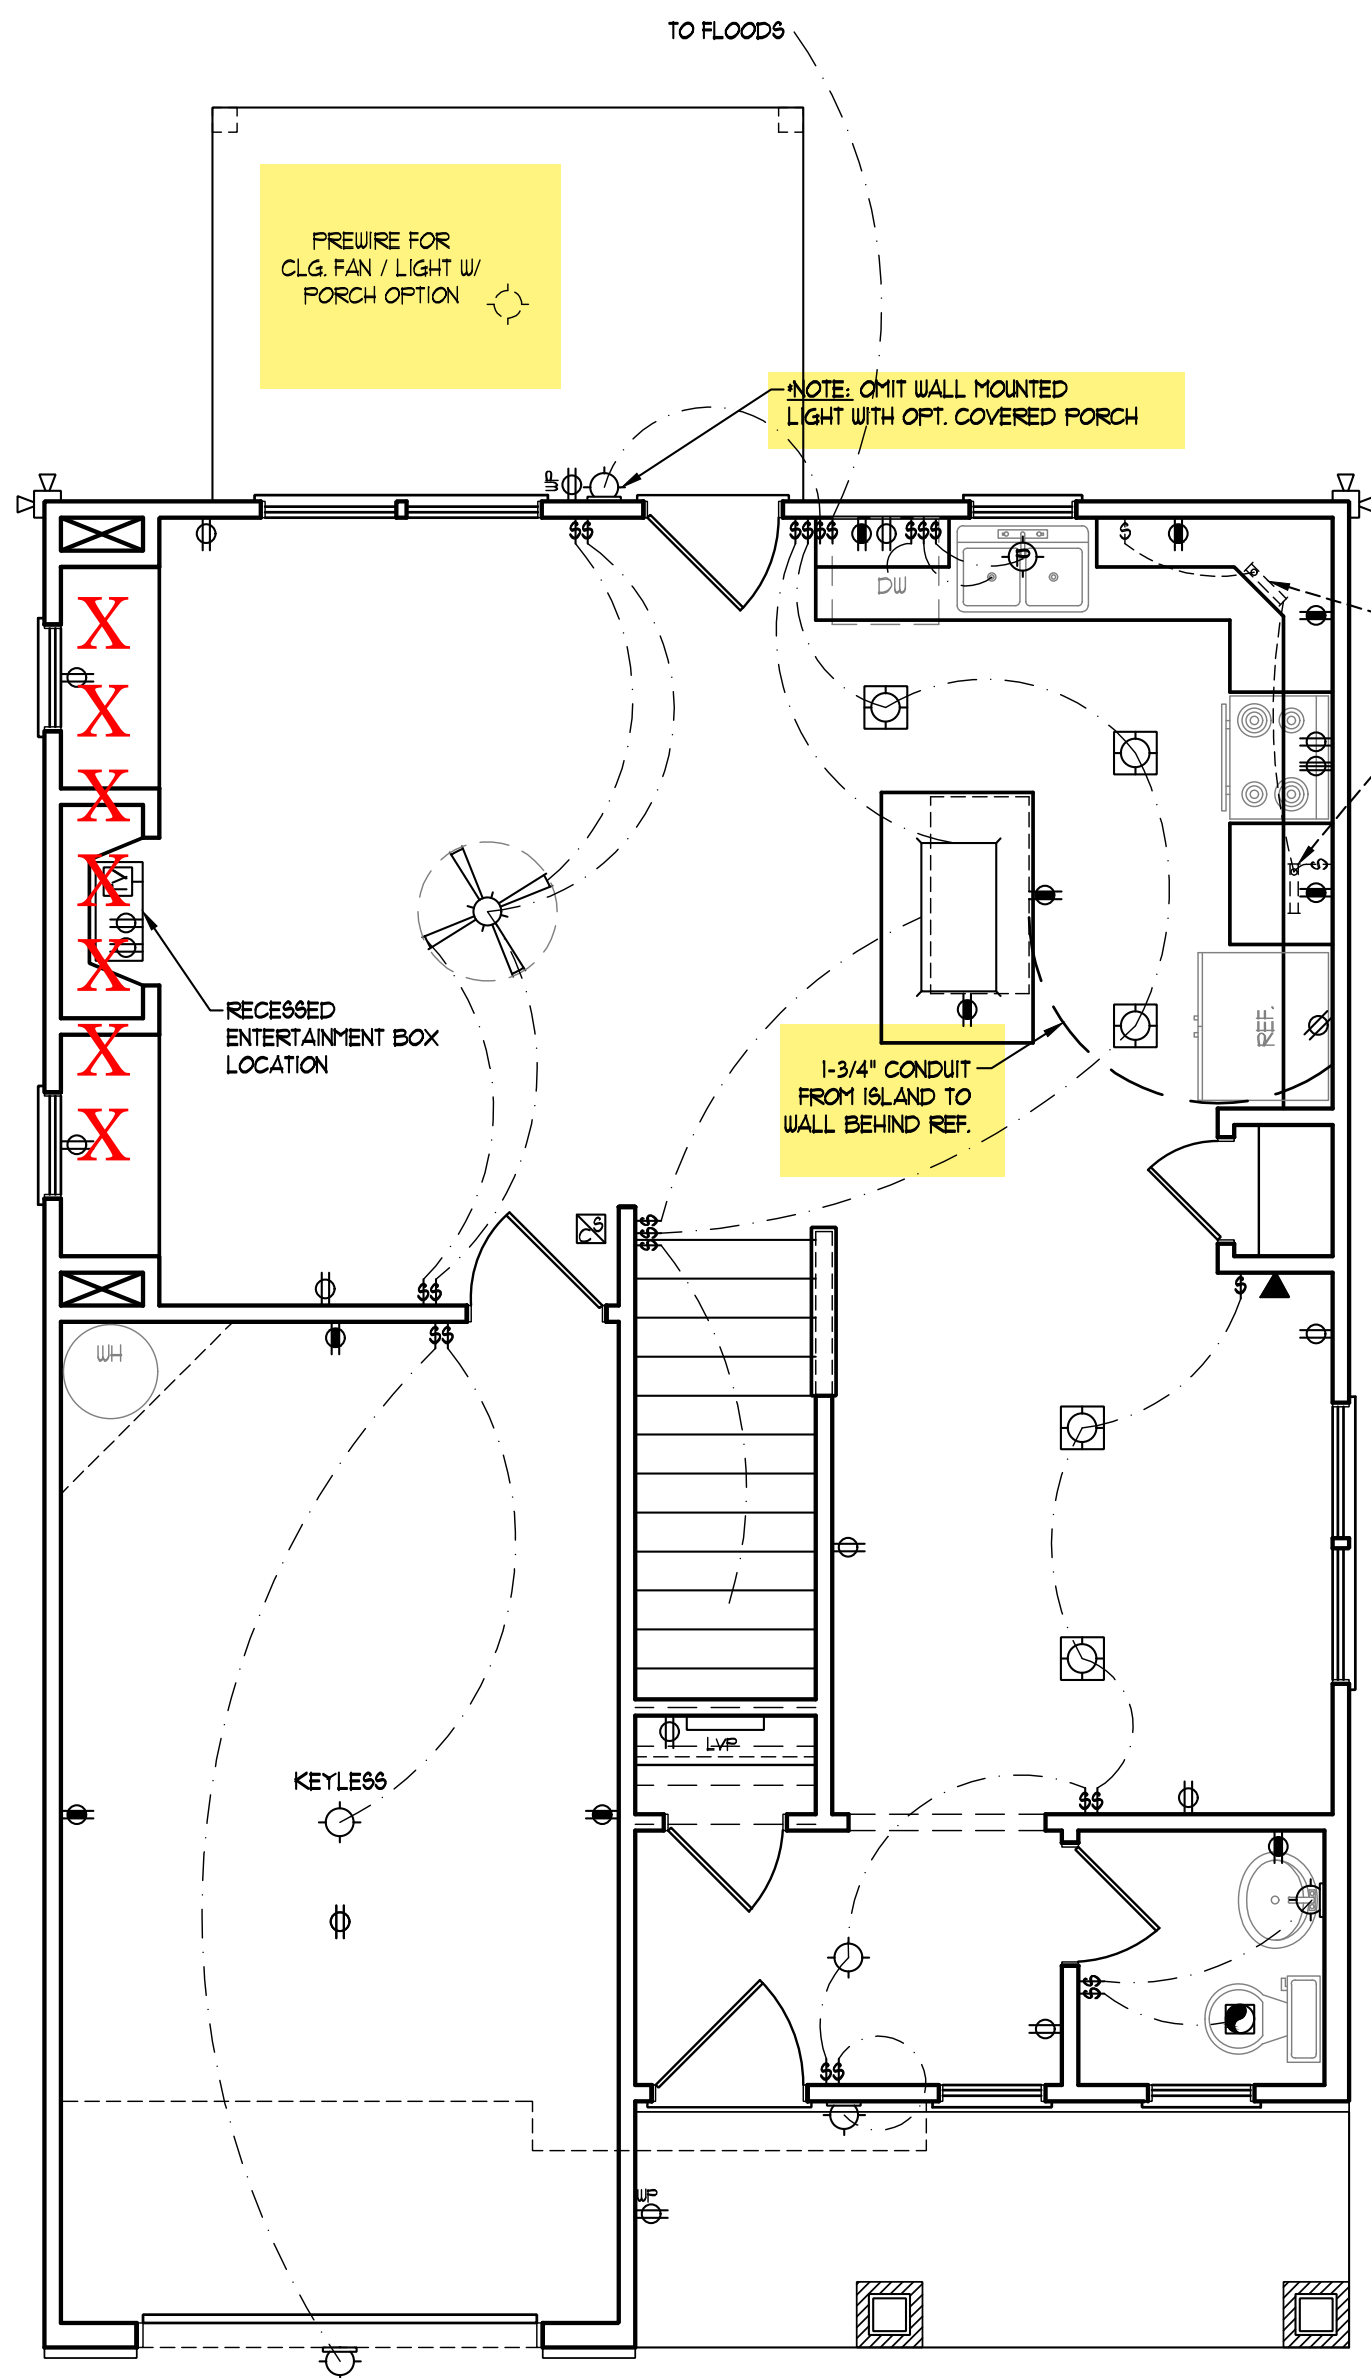 TO FLOODS
PREWIRE FOR
CLG. FAN / LIGHT W/
PORCH OPTION
*NOTE: OMIT WALL MOUNTED
LIGHT WITH OPT. COVERED PORCH
WP
$$
$$$$
$$$
$
D
DW
X
X
X
X
X
X
X
TV
S
RECESSED
ENTERTAINMENT BOX
LOCATION
REF.
1-3/4" CONDUIT
FROM ISLAND TO
WALL BEHIND REF.
CS
$$$
$$
$
$$
WH
LVP
KEYLESS
$$
$$
$$
WP